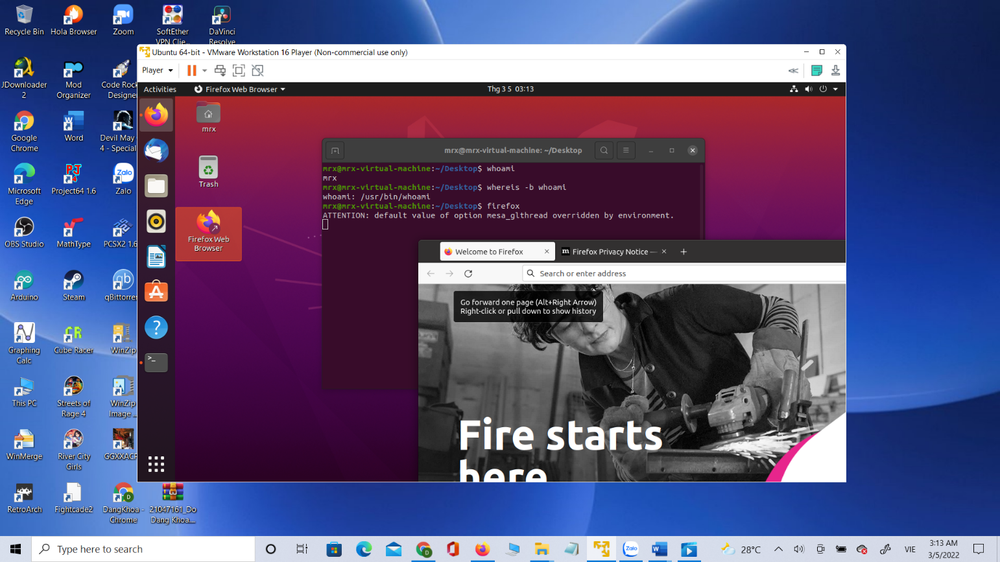 Recycle Bin
Hola Browser
Zoom
SoftEther
VPN Clie...
DaVinci
Resolve
JDownloader
2
Mod
Organizer
Code Rock
Designe
Google
Chrome
Word
Devil May
4 - Special
Microsoft
Edge
Project64 1.6
Zalo
OBS Studio
MathType
PCSX2 1.6
Arduino
Steam
qBittorren
Graphing
Calc
Cube Racer
WinZip
This PC
Streets of
Rage 4
WinZip
Image ...
WinMerge
River City
Girls
GGXXACP
RetroArch
Fightcade2
DangKhoa -
Chrome
21047161_Do
Dang Khoa....
Ubuntu 64-bit - VMware Workstation 16 Player (Non-commercial use only)
Player
Activities
Firefox Web Browser
Thg 3 5 03:13
mrx
Trash
Firefox Web
Browser
mrx@mrx-virtual-machine: ~/Desktop
mrx@mrx-virtual-machine:~/Desktop$ whoami
mrx
mrx@mrx-virtual-machine:~/Desktop$ whereis -b whoami
whoami: /usr/bin/whoami
mrx@mrx-virtual-machine:~/Desktop$ firefox
ATTENTION: default value of option mesa_glthread overridden by environment.
Welcome to Firefox
Firefox Privacy Notice —
Search or enter address
Go forward one page (Alt+Right Arrow)
Right-click or pull down to show history
Fire starts
here
Type here to search
28°C
VIE
3:13 AM
3/5/2022